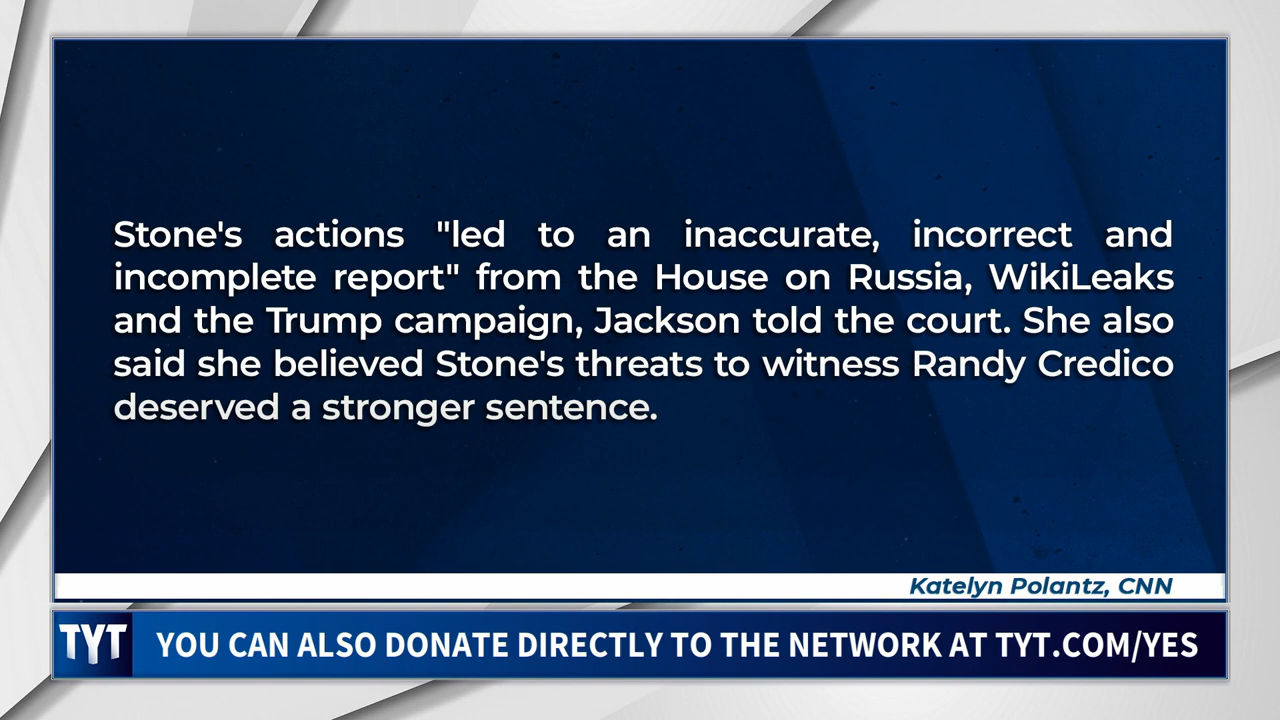 Stone's actions "led to an inaccurate, incorrect and
incomplete report" from the House on Russia, WikiLeaks
and the Trump campaign, Jackson told the court. She also
said she believed Stone's threats to witness Randy Credico
deserved a stronger sentence.
Katelyn Polantz, CNN
TYT YOU CAN ALSO DONATE DIRECTLY TO THE NETWORK AT TYT.COM/YES